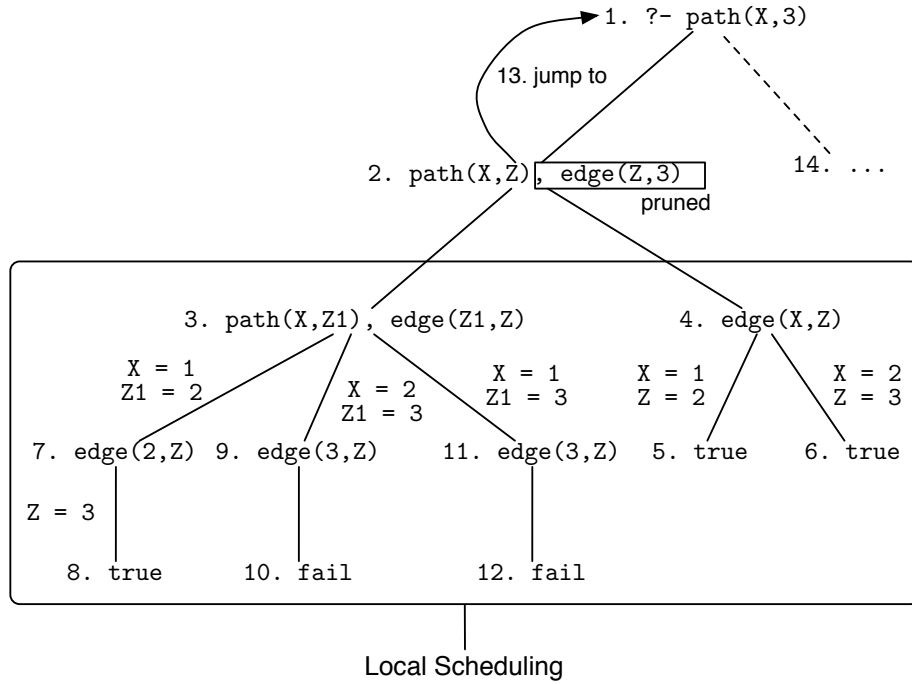 1. ?- path(X,3)
13. jump to
2. path(X,Z), edge(Z,3)
14. ...
pruned
3. path(X,Z1), edge(Z1,Z)
4. edge(X,Z)
X = 1
Z1 = 2
X = 2
Z1 = 3
X = 1
Z1 = 3
X = 1
Z = 2
X = 2
Z = 3
7. edge(2,Z) 9. edge(3,Z) 11. edge(3,Z) 5. true 6. true
Z = 3
8. true 10. fail 12. fail
Local Scheduling